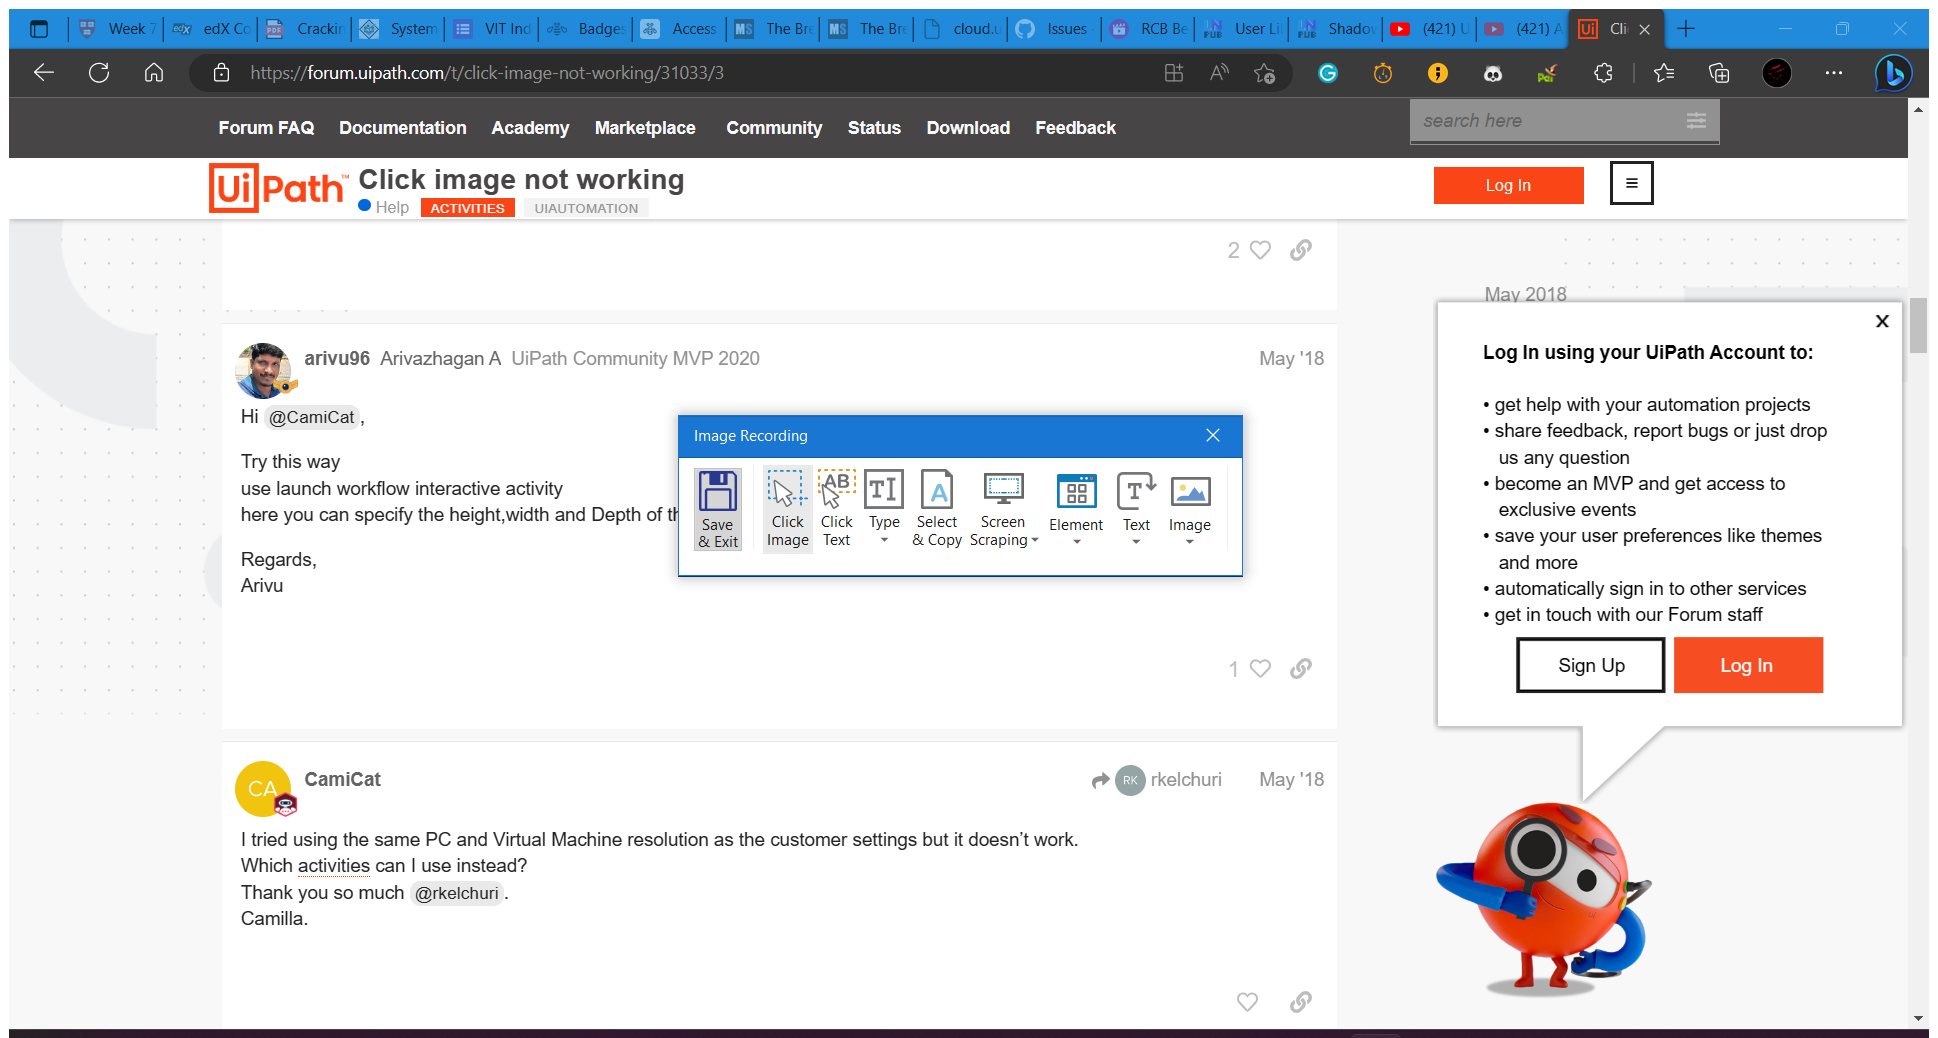 Week 7
edX Co
Crackin
System
VIT Ind
Badges
Access
The Bre
The Bre
cloud.u
Issues
RCB Be
User Li
Shadow
(421) U
(421) A
Cli
https://forum.uipath.com/t/click-image-not-working/31033/3
Forum FAQ Documentation Academy Marketplace Community Status Download Feedback
search here
UiPath™
Click image not working
Help ACTIVITIES UIAUTOMATION
Log In
2
May 2018
arivu96 Arivazhagan A UiPath Community MVP 2020 May '18
Hi @CamiCat,
Try this way
use launch workflow interactive activity
here you can specify the height,width and Depth of th
Regards,
Arivu
1
Image Recording
Save
& Exit
Click
Image
Click
Text
Type
Select
& Copy
Screen
Scraping
Element
Text
Image
X
Log In using your UiPath Account to:
• get help with your automation projects
• share feedback, report bugs or just drop
us any question
• become an MVP and get access to
exclusive events
• save your user preferences like themes
and more
• automatically sign in to other services
• get in touch with our Forum staff
Sign Up
Log In
CA
CamiCat
RK rkelchuri May '18
I tried using the same PC and Virtual Machine resolution as the customer settings but it doesn’t work.
Which activities can I use instead?
Thank you so much @rkelchuri.
Camilla.